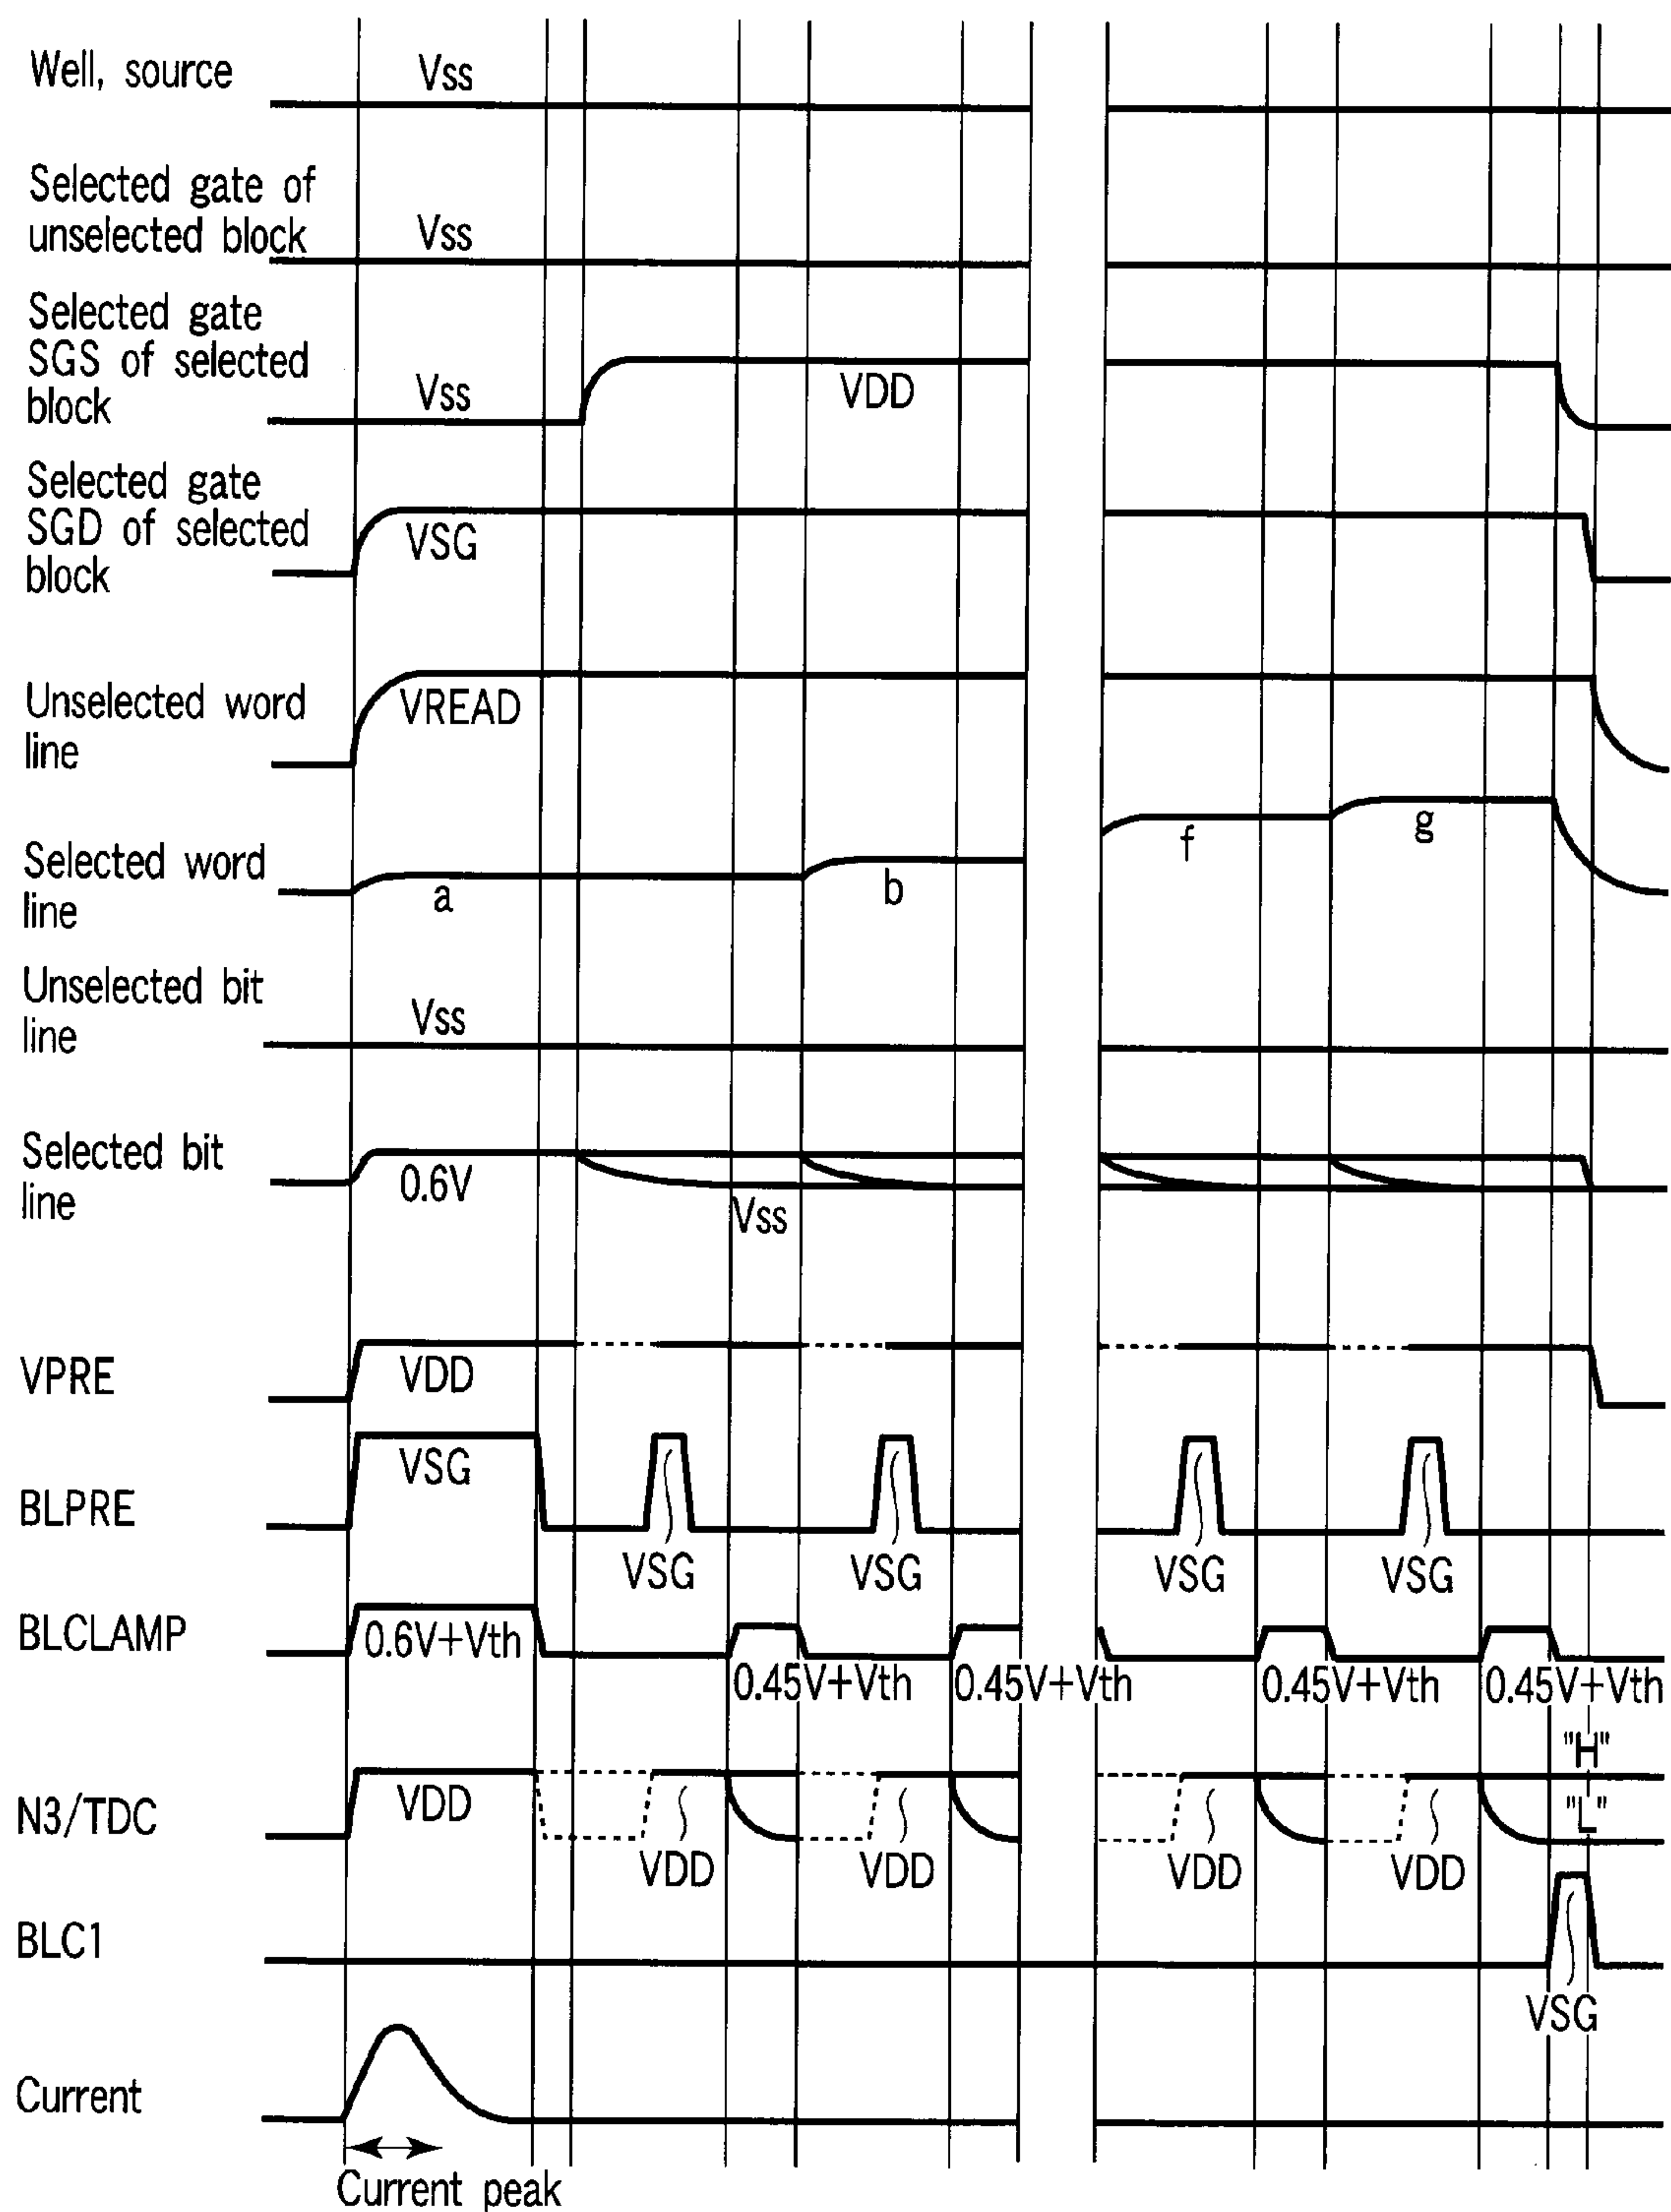 Well, source
Vss
Selected gate of
unselected block
Vss
Selected gate
SGS of selected
block
Vss
VDD
Selected gate
SGD of selected
block
VSG
Unselected word
line
VREAD
Selected word
line
a
b
f
g
Unselected bit
line
Vss
Selected bit
line
0.6V
Vss
VPRE
VDD
BLPRE
VSG
VSG
VSG
VSG
VSG
BLCLAMP
0.6V+Vth
0.45V+Vth
0.45V+Vth
0.45V+Vth
0.45V+Vth
N3/TDC
VDD
VDD
VDD
VDD
VDD
"H"
"L"
BLC1
VSG
Current
Current peak